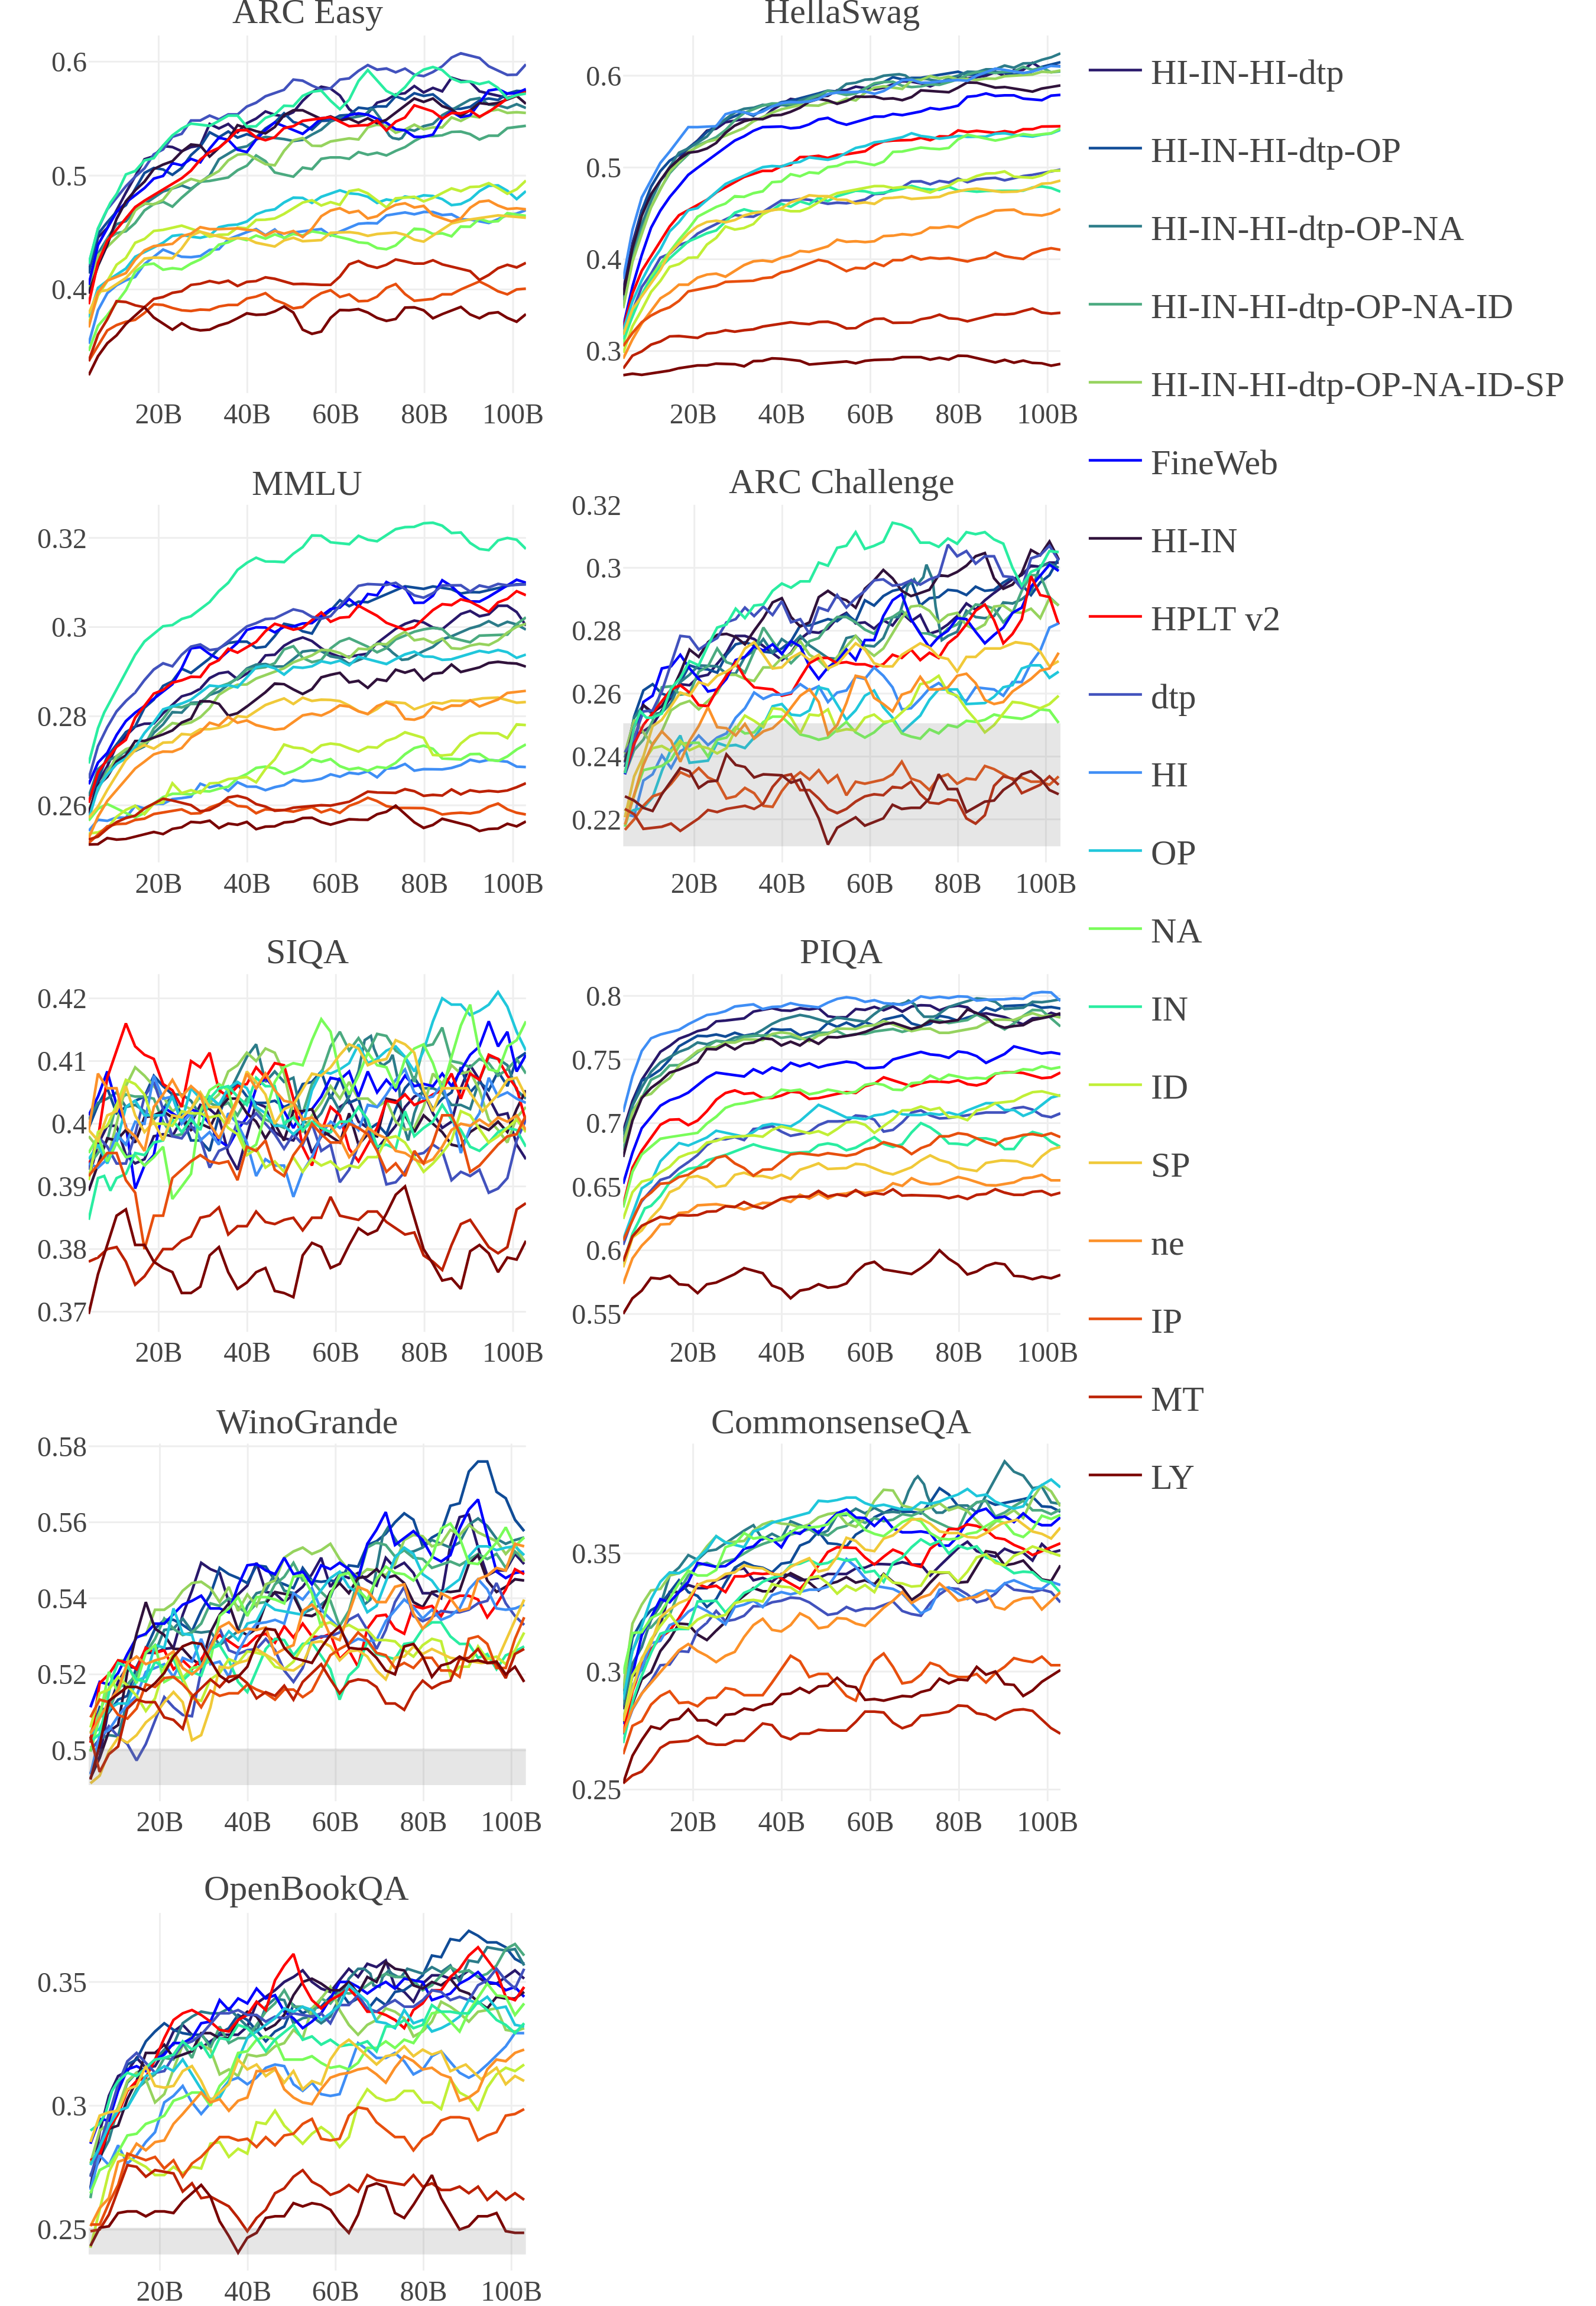 ARC Easy
HellaSwag
0.6
0.5
0.4
20B 40B 60B 80B 100B
0.6
0.5
0.4
0.3
20B 40B 60B 80B 100B
MMLU
ARC Challenge
0.32
0.3
0.28
0.26
20B 40B 60B 80B 100B
0.32
0.3
0.28
0.26
0.24
0.22
20B 40B 60B 80B 100B
SIQA
PIQA
0.42
0.41
0.4
0.39
0.38
0.37
20B 40B 60B 80B 100B
0.8
0.75
0.7
0.65
0.6
0.55
20B 40B 60B 80B 100B
WinoGrande
CommonsenseQA
0.58
0.56
0.54
0.52
0.5
20B 40B 60B 80B 100B
0.35
0.3
0.25
20B 40B 60B 80B 100B
OpenBookQA
0.35
0.3
0.25
20B 40B 60B 80B 100B
HI-IN-HI-dtp
HI-IN-HI-dtp-OP
HI-IN-HI-dtp-OP-NA
HI-IN-HI-dtp-OP-NA-ID
HI-IN-HI-dtp-OP-NA-ID-SP
FineWeb
HI-IN
HPLT v2
dtp
HI
OP
NA
IN
ID
SP
ne
IP
MT
LY